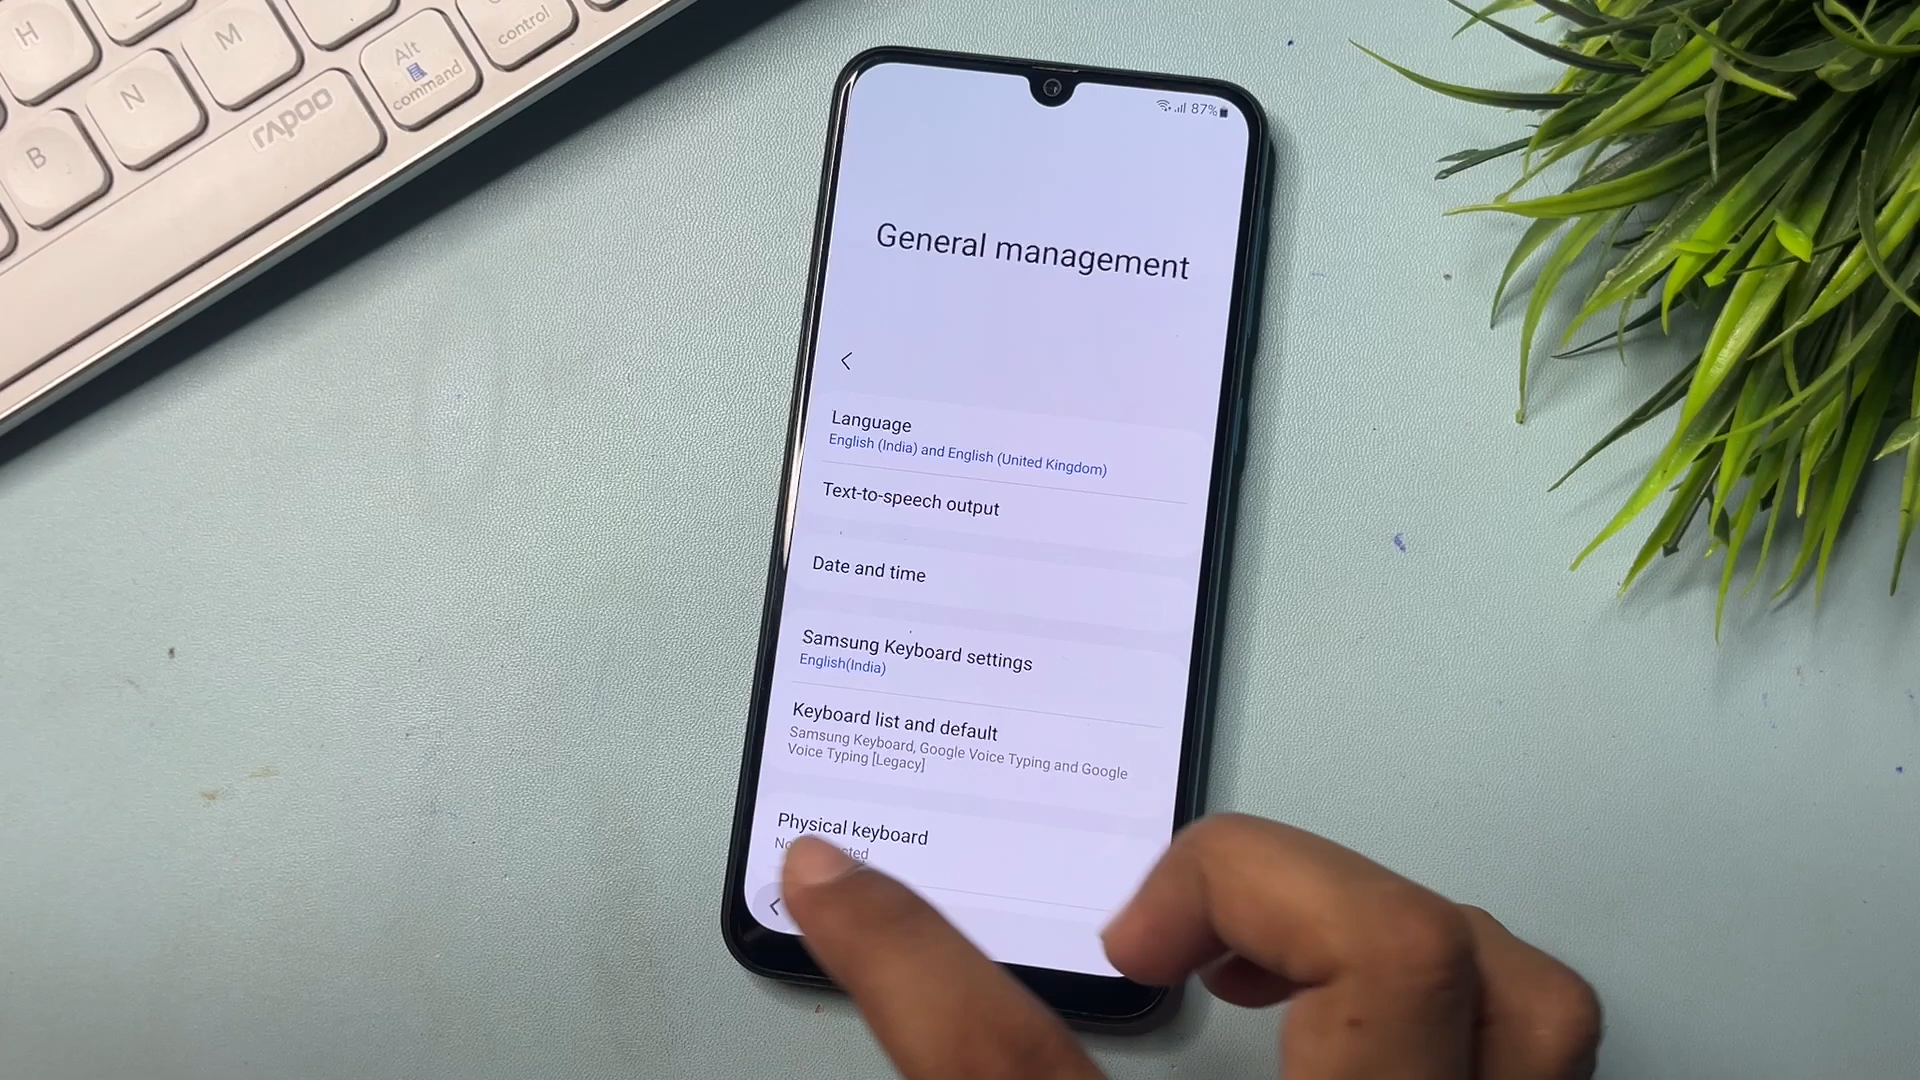 H
M
Alt
command
control
N
B
rapoo
87%
General management
Language
English (India) and English (United Kingdom)
Text-to-speech output
Date and time
Samsung Keyboard settings
English(India)
Keyboard list and default
Samsung Keyboard, Google Voice Typing and Google
Voice Typing [Legacy]
Physical keyboard